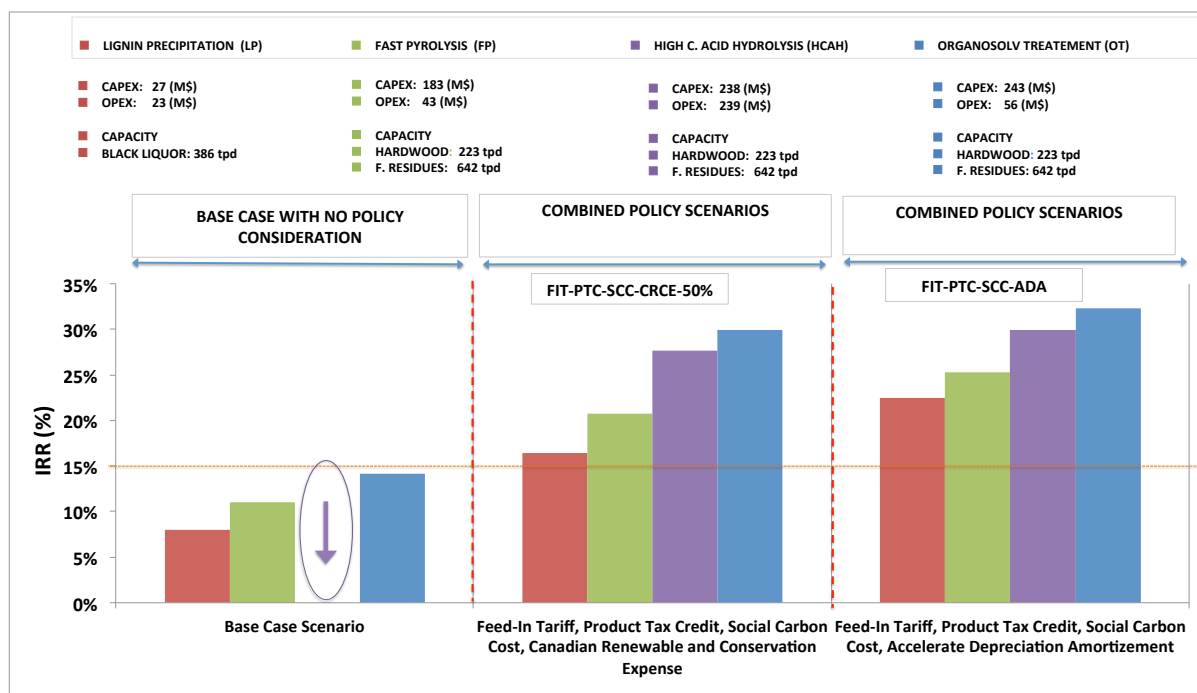 LIGNIN PRECIPITATION (LP)
FAST PYROLYSIS (FP)
HIGH C. ACID HYDROLYSIS (HCAH)
ORGANOSOLV TREATEMENT (OT)
CAPEX: 27 (M$)
OPEX: 23 (M$)
CAPACITY
BLACK LIQUOR: 386 tpd
CAPEX: 183 (M$)
OPEX: 43 (M$)
CAPACITY
HARDWOOD: 223 tpd
F. RESIDUES: 642 tpd
CAPEX: 238 (M$)
OPEX: 239 (M$)
CAPACITY
HARDWOOD: 223 tpd
F. RESIDUES: 642 tpd
CAPEX: 243 (M$)
OPEX: 56 (M$)
CAPACITY
HARDWOOD: 223 tpd
F. RESIDUES: 642 tpd
BASE CASE WITH NO POLICY
CONSIDERATION
COMBINED POLICY SCENARIOS
COMBINED POLICY SCENARIOS
FIT-PTC-SCC-CRCE-50%
FIT-PTC-SCC-ADA
IRR (%)
35%
30%
25%
20%
15%
10%
5%
0%
Base Case Scenario
Feed-In Tariff, Product Tax Credit, Social Carbon
Cost, Canadian Renewable and Conservation
Expense
Feed-In Tariff, Product Tax Credit, Social Carbon
Cost, Accelerate Depreciation Amortizement